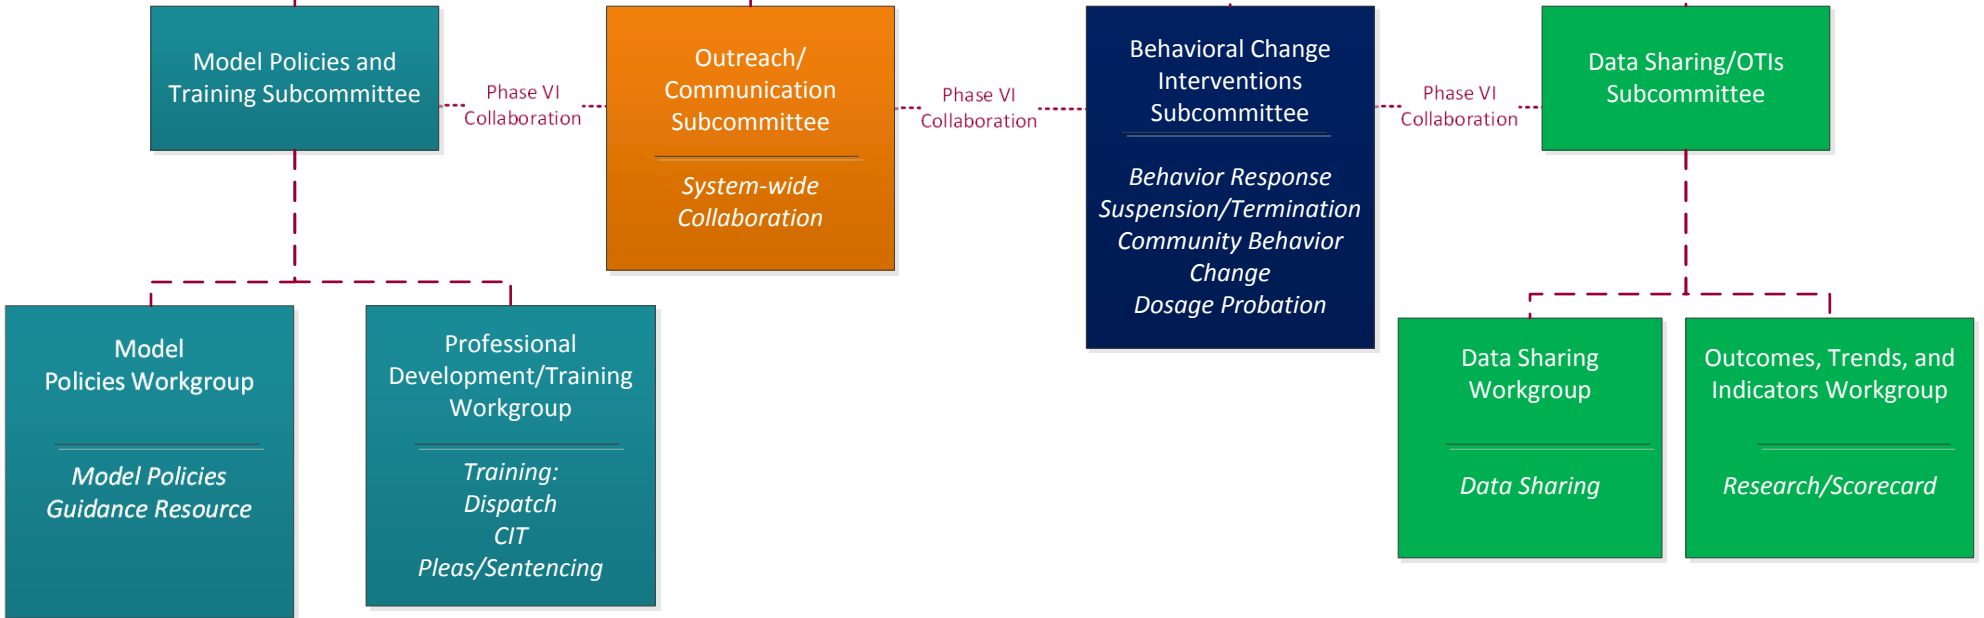 Model Policies and
Training Subcommittee
Phase VI
Collaboration
Outreach/
Communication
Subcommittee
System-wide
Collaboration
Phase VI
Collaboration
Behavioral Change
Interventions
Subcommittee
Behavior Response
Suspension/Termination
Community Behavior
Change
Dosage Probation
Phase VI
Collaboration
Data Sharing/OTIs
Subcommittee
Model
Policies Workgroup
Model Policies
Guidance Resource
Professional
Development/Training
Workgroup
Training:
Dispatch
CIT
Pleas/Sentencing
Data Sharing
Workgroup
Data Sharing
Outcomes, Trends, and
Indicators Workgroup
Research/Scorecard